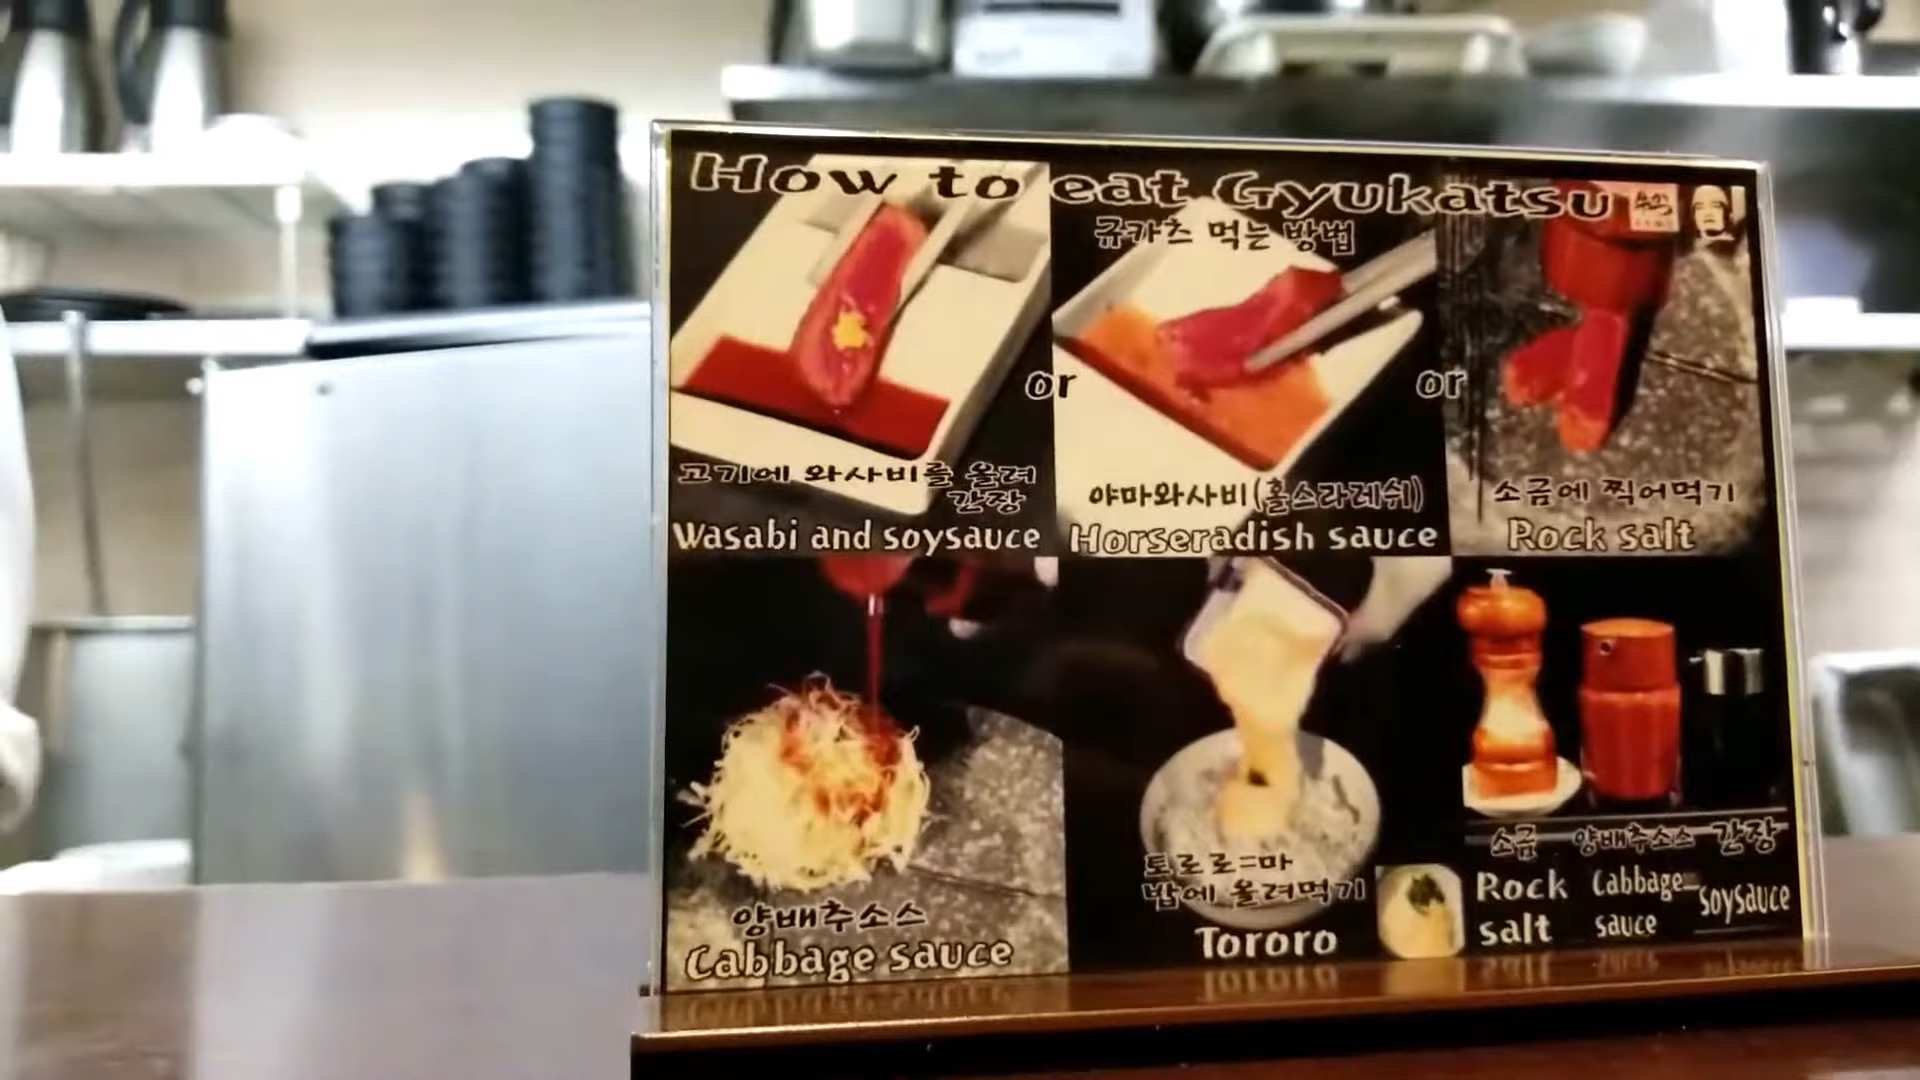 How to eat Gyukatsu
규카츠 먹는 방법
or
or
고기에 와사비를 올려
간장
Wasabi and soysauce
야마와사비(홀스라레쉬)
Horseradish sauce
소금에 찍어먹기
Rock salt
양배추소스
Cabbage sauce
토로로=마
밥에 올려먹기
Tororo
소금 양배추소스 간장
Rock salt
Cabbage sauce
soysauce